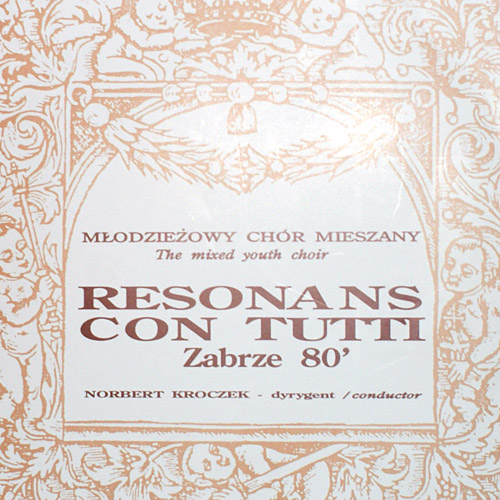 MŁODZIEŻOWY CHÓR MIESZANY
The mixed youth choir
RESONANS
CON TUTTI
Zabrze 80’
NORBERT KROCZEK - dyrygent / conductor